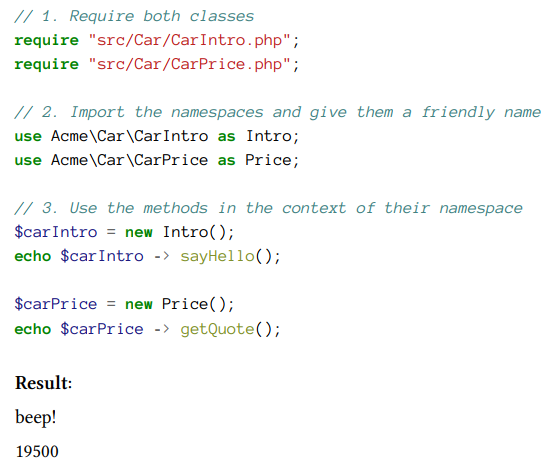 // 1. Require both classes
require "src/Car/CarIntro.php";
require "src/Car/CarPrice.php";
// 2. Import the namespaces and give them a friendly name
use Acme\Car\CarIntro as Intro;
use Acme\Car\CarPrice as Price;
// 3. Use the methods in the context of their namespace
$carIntro = new Intro();
echo $carIntro -> sayHello();
$carPrice = new Price();
echo $carPrice -> getQuote();
Result:
beep!
19500